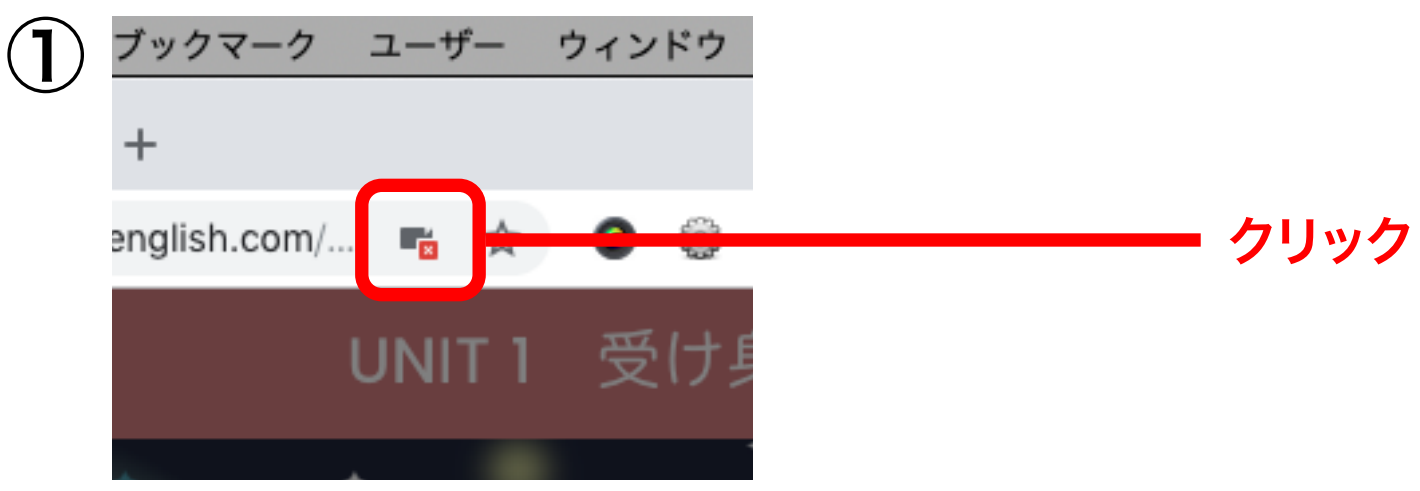 ①
ブックマーク ユーザー ウィンドウ
+
english.com/...
クリック
UNIT 1 受け身